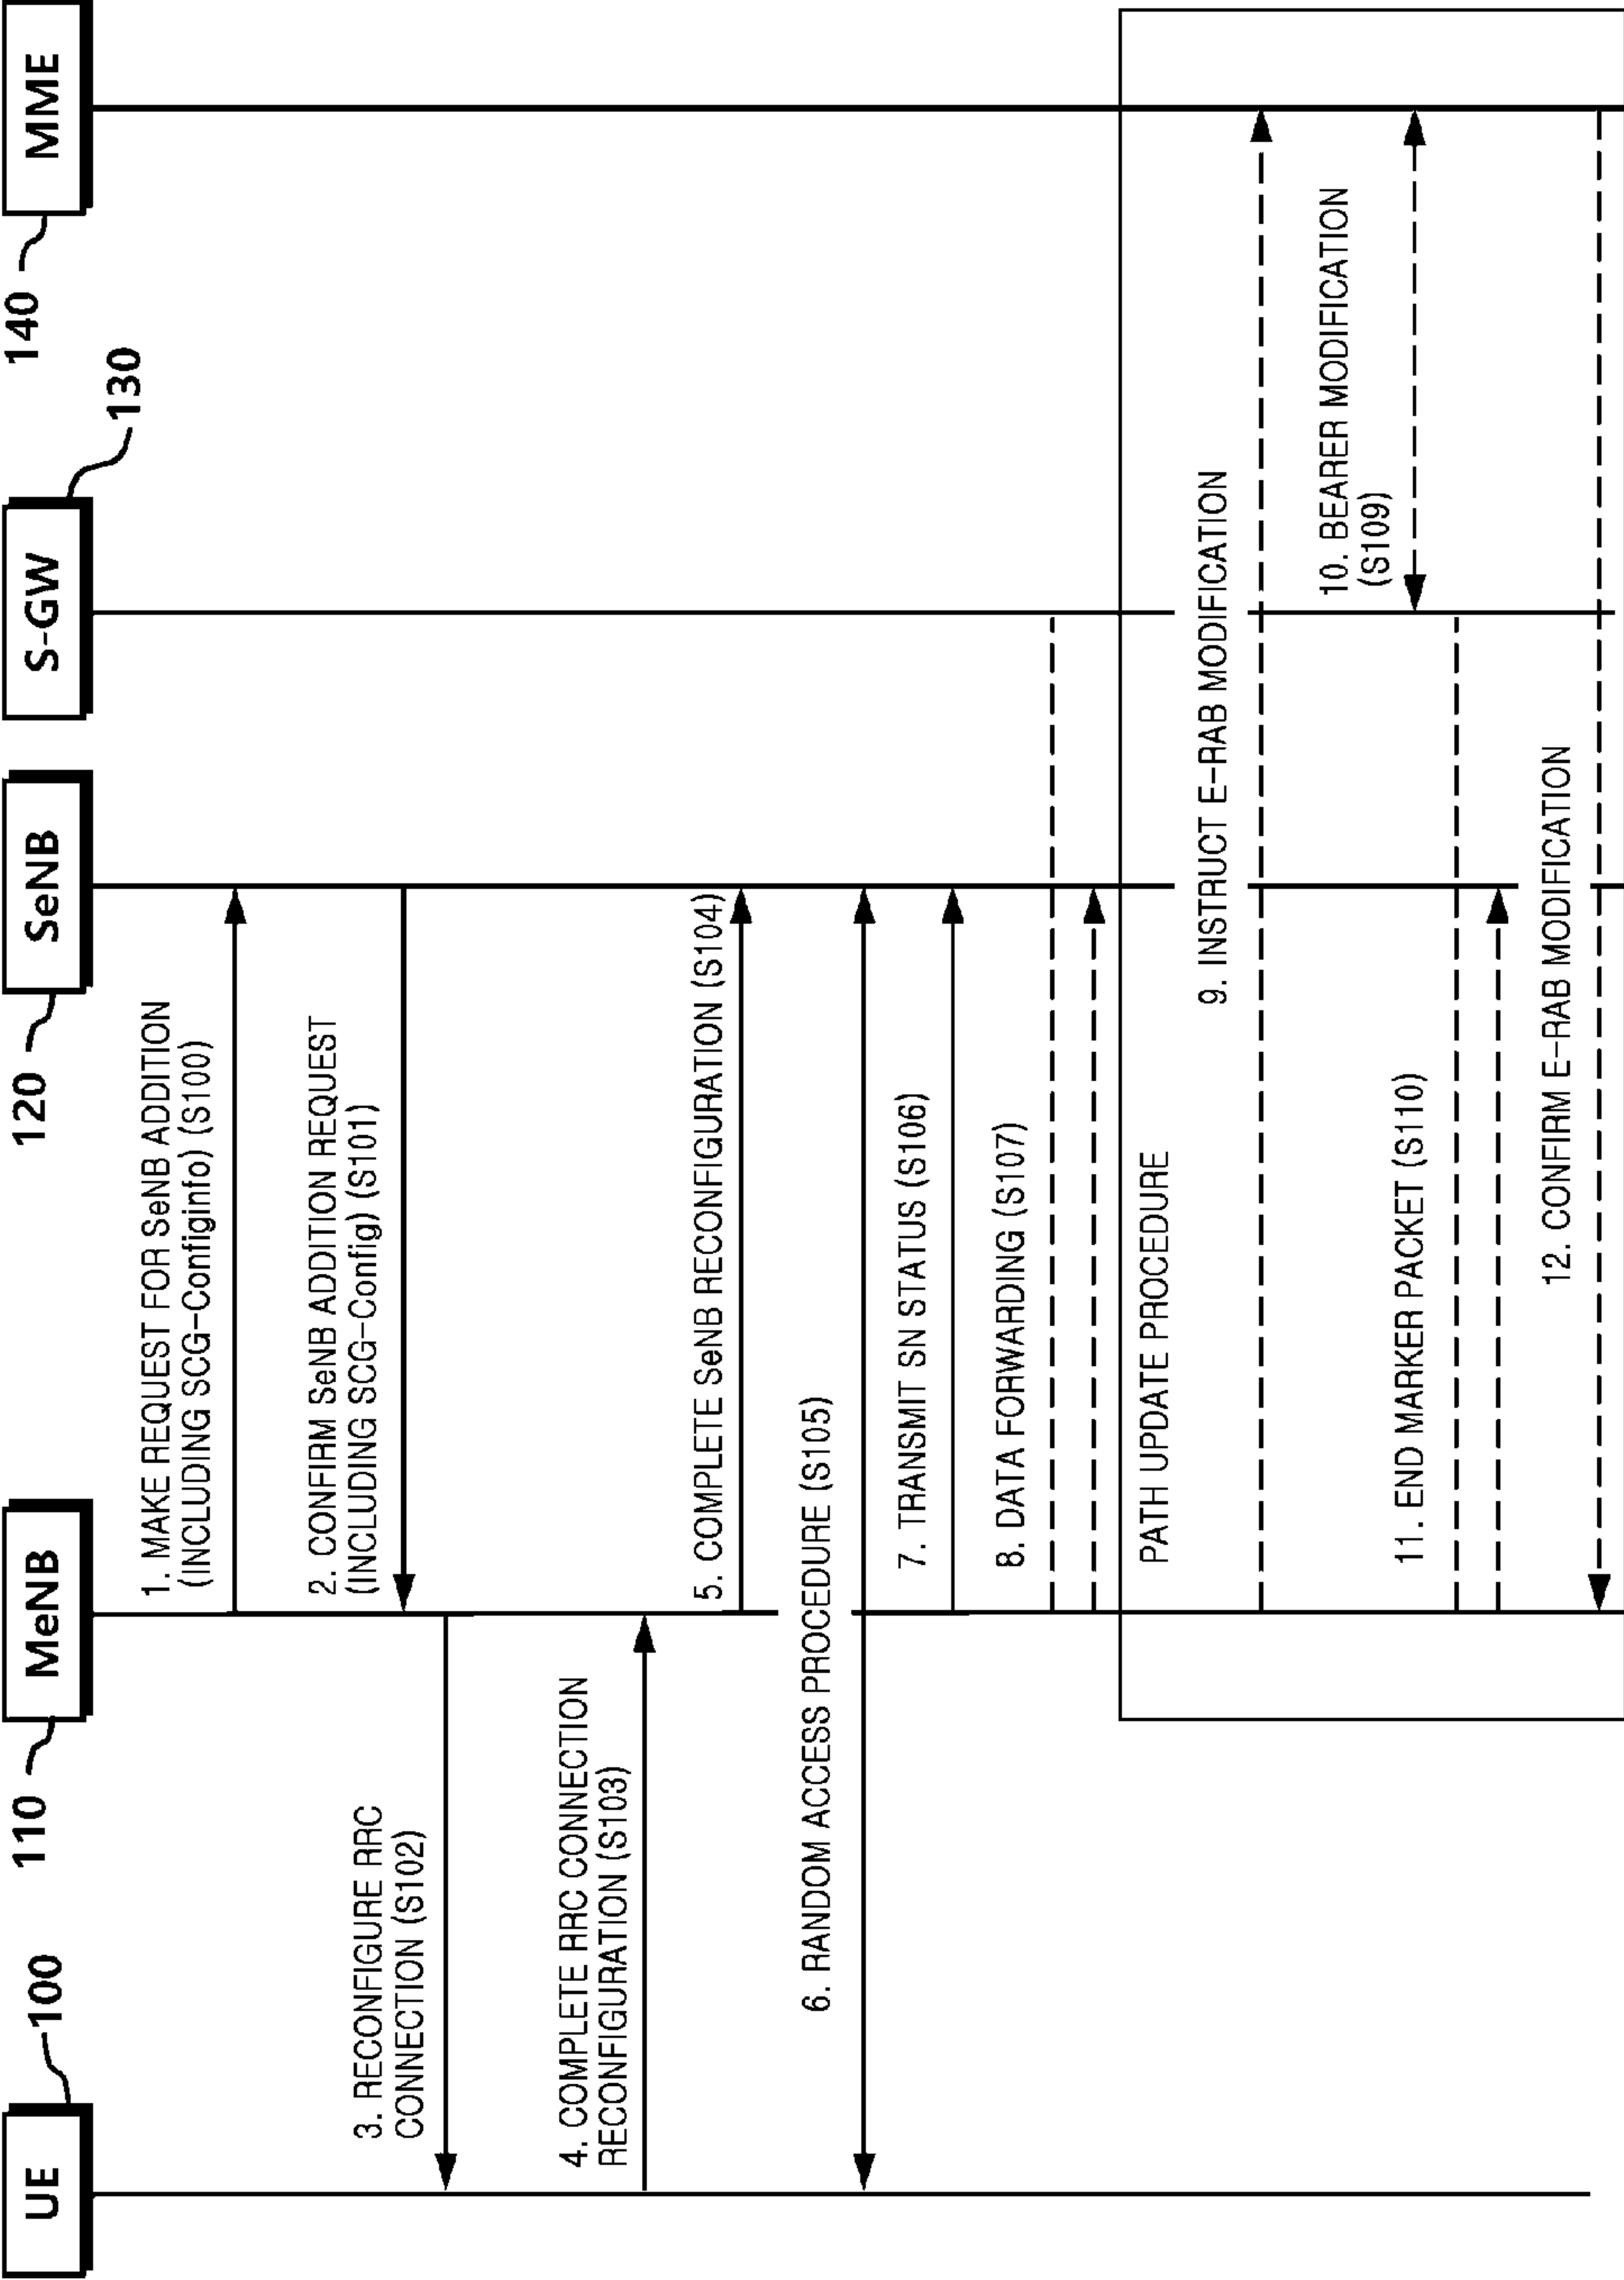 UE
100
110
MeNB
120
SeNB
S-GW
130
140
MME
1. MAKE REQUEST FOR SeNB ADDITION
(INCLUDING SCG-Configinfo) (S100)
2. CONFIRM SeNB ADDITION REQUEST
(INCLUDING SCG-Config) (S101)
3. RECONFIGURE RRC
CONNECTION (S102)
4. COMPLETE RRC CONNECTION
RECONFIGURATION (S103)
5. COMPLETE SeNB RECONFIGURATION (S104)
6. RANDOM ACCESS PROCEDURE (S105)
7. TRANSMIT SN STATUS (S106)
8. DATA FORWARDING (S107)
PATH UPDATE PROCEDURE
9. INSTRUCT E-RAB MODIFICATION
10. BEARER MODIFICATION
(S109)
11. END MARKER PACKET (S110)
12. CONFIRM E-RAB MODIFICATION